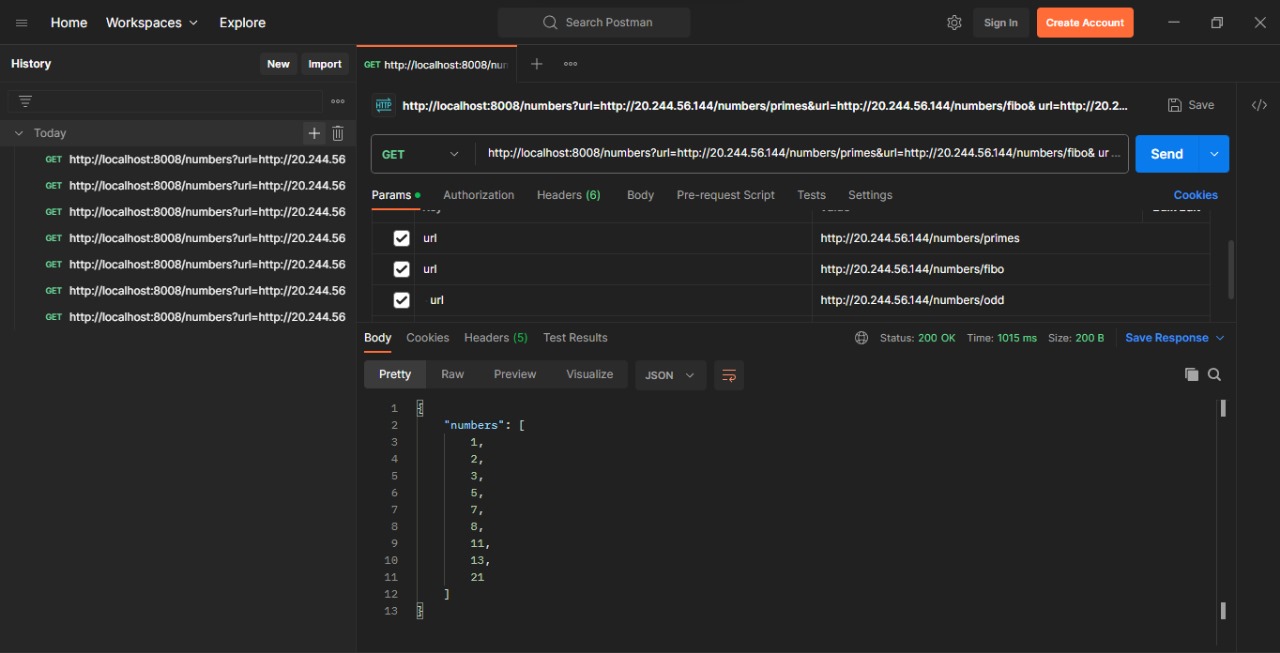 Home Workspaces Explore Search Postman Sign In Create Account
History New Import
GET http://localhost:8008/num
http://localhost:8008/numbers?url=http://20.244.56.144/numbers/primes&url=http://20.244.56.144/numbers/fibo& url=http://20.2... Save
Today
GET http://localhost:8008/numbers?url=http://20.244.56
GET http://localhost:8008/numbers?url=http://20.244.56
GET http://localhost:8008/numbers?url=http://20.244.56
GET http://localhost:8008/numbers?url=http://20.244.56
GET http://localhost:8008/numbers?url=http://20.244.56
GET http://localhost:8008/numbers?url=http://20.244.56
GET http://localhost:8008/numbers?url=http://20.244.56
GET http://localhost:8008/numbers?url=http://20.244.56.144/numbers/primes&url=http://20.244.56.144/numbers/fibo& ur ... Send
Params Authorization Headers (6) Body Pre-request Script Tests Settings Cookies
url http://20.244.56.144/numbers/primes
url http://20.244.56.144/numbers/fibo
url http://20.244.56.144/numbers/odd
Body Cookies Headers (5) Test Results Status: 200 OK Time: 1015 ms Size: 200 B Save Response
Pretty Raw Preview Visualize JSON
1 {
2 "numbers": [
3 1,
4 2,
5 3,
6 5,
7 7,
8 8,
9 11,
10 13,
11 21
12 ]
13 }